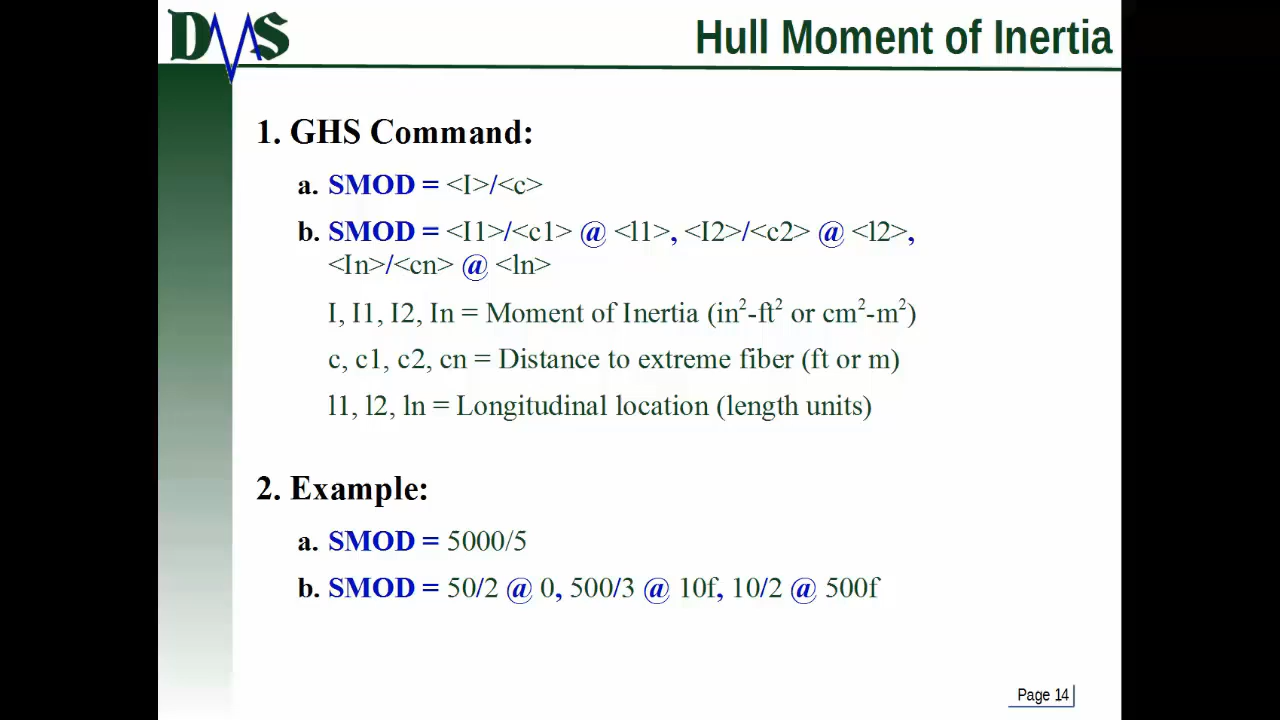 DMS
Hull Moment of Inertia
1. GHS Command:
a. SMOD = <I>/<c>
b. SMOD = <I1>/<c1> @ <l1>, <I2>/<c2> @ <l2>,
<In>/<cn> @ <ln>
I, I1, I2, In = Moment of Inertia (in²-ft² or cm²-m²)
c, c1, c2, cn = Distance to extreme fiber (ft or m)
l1, l2, ln = Longitudinal location (length units)
2. Example:
a. SMOD = 5000/5
b. SMOD = 50/2 @ 0, 500/3 @ 10f, 10/2 @ 500f
Page 14